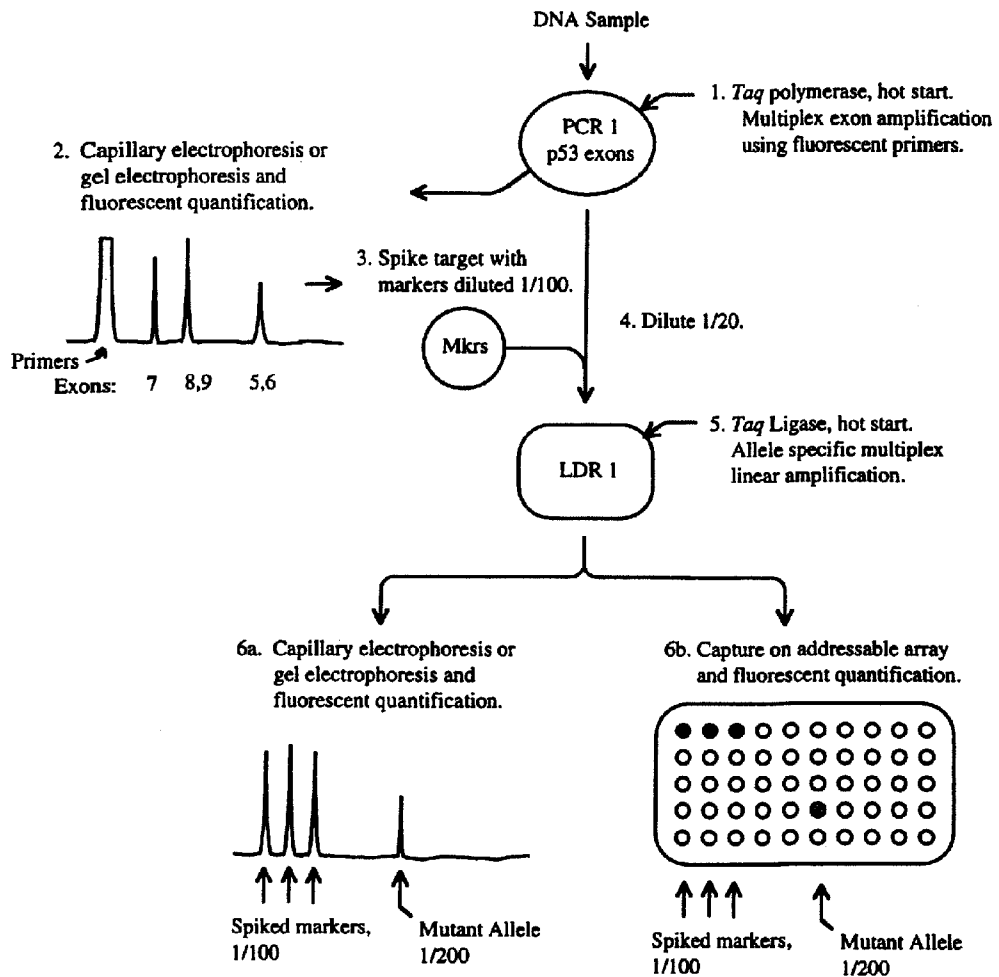 DNA Sample
1. Taq polymerase, hot start.
Multiplex exon amplification
using fluorescent primers.
PCR 1
p53 exons
2. Capillary electrophoresis or
gel electrophoresis and
fluorescent quantification.
3. Spike target with
markers diluted 1/100.
4. Dilute 1/20.
Mkrs
Primers
Exons: 7 8,9 5,6
5. Taq Ligase, hot start.
Allele specific multiplex
linear amplification.
LDR 1
6a. Capillary electrophoresis or
gel electrophoresis and
fluorescent quantification.
6b. Capture on addressable array
and fluorescent quantification.
Spiked markers,
1/100
Mutant Allele
1/200
Spiked markers,
1/100
Mutant Allele
1/200